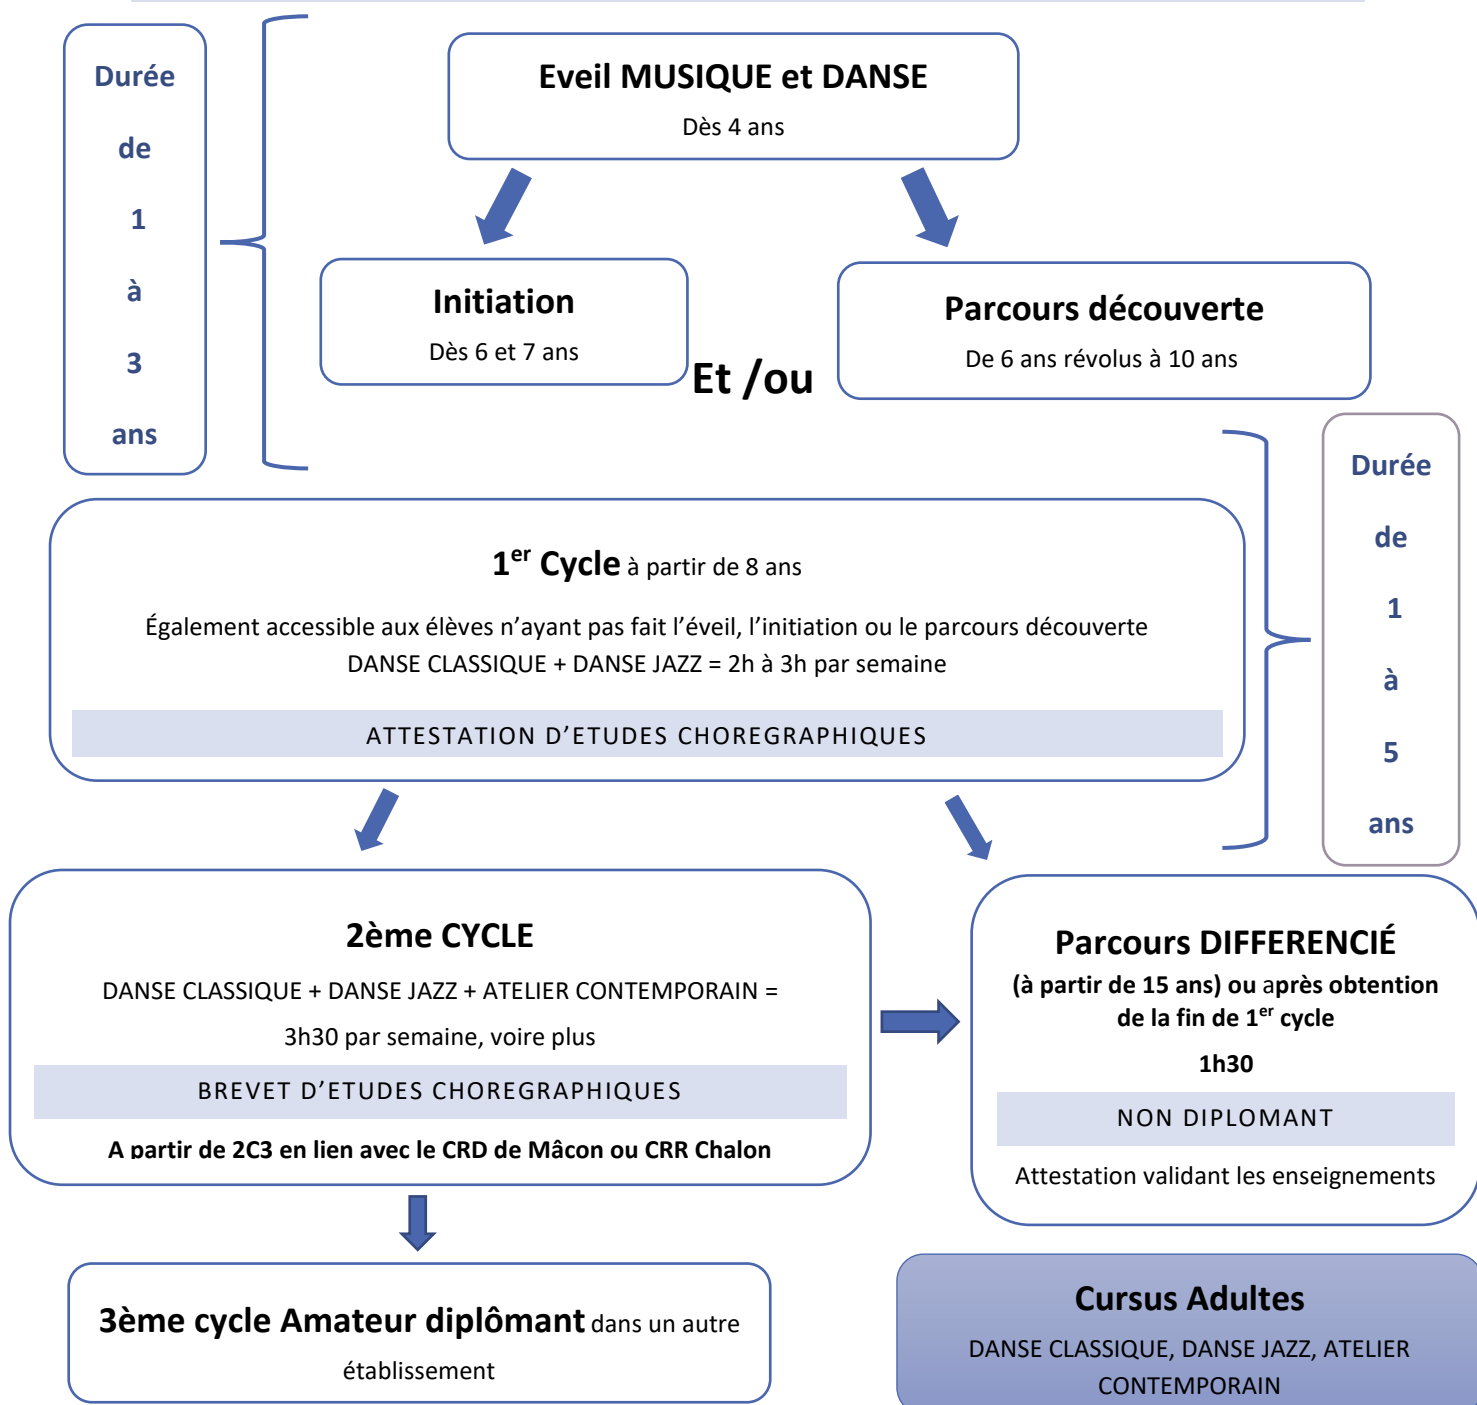 Durée
de
1
à
3
ans
Eveil MUSIQUE et DANSE
Dès 4 ans
Initiation
Dès 6 et 7 ans
Et /ou
Parcours découverte
De 6 ans révolus à 10 ans
Durée
de
1
à
5
ans
1er Cycle à partir de 8 ans
Également accessible aux élèves n’ayant pas fait l’éveil, l’initiation ou le parcours découverte
DANSE CLASSIQUE + DANSE JAZZ = 2h à 3h par semaine
ATTESTATION D’ETUDES CHOREGRAPHIQUES
2ème CYCLE
DANSE CLASSIQUE + DANSE JAZZ + ATELIER CONTEMPORAIN =
3h30 par semaine, voire plus
BREVET D’ETUDES CHOREGRAPHIQUES
A partir de 2C3 en lien avec le CRD de Mâcon ou CRR Chalon
Parcours DIFFERENCIÉ
(à partir de 15 ans) ou après obtention
de la fin de 1er cycle
1h30
NON DIPLOMANT
Attestation validant les enseignements
3ème cycle Amateur diplômant dans un autre
établissement
Cursus Adultes
DANSE CLASSIQUE, DANSE JAZZ, ATELIER
CONTEMPORAIN